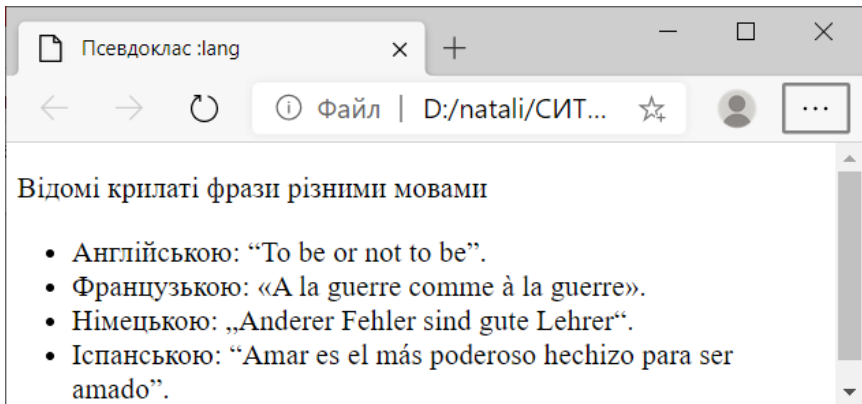 Псевдоклас :lang
Файл | D:/natali/СИТ...
Відомі крилаті фрази різними мовами
• Англійською: “To be or not to be”.
• Французькою: «A la guerre comme à la guerre».
• Німецькою: „Anderer Fehler sind gute Lehrer“.
• Іспанською: “Amar es el más poderoso hechizo para ser
amado”.